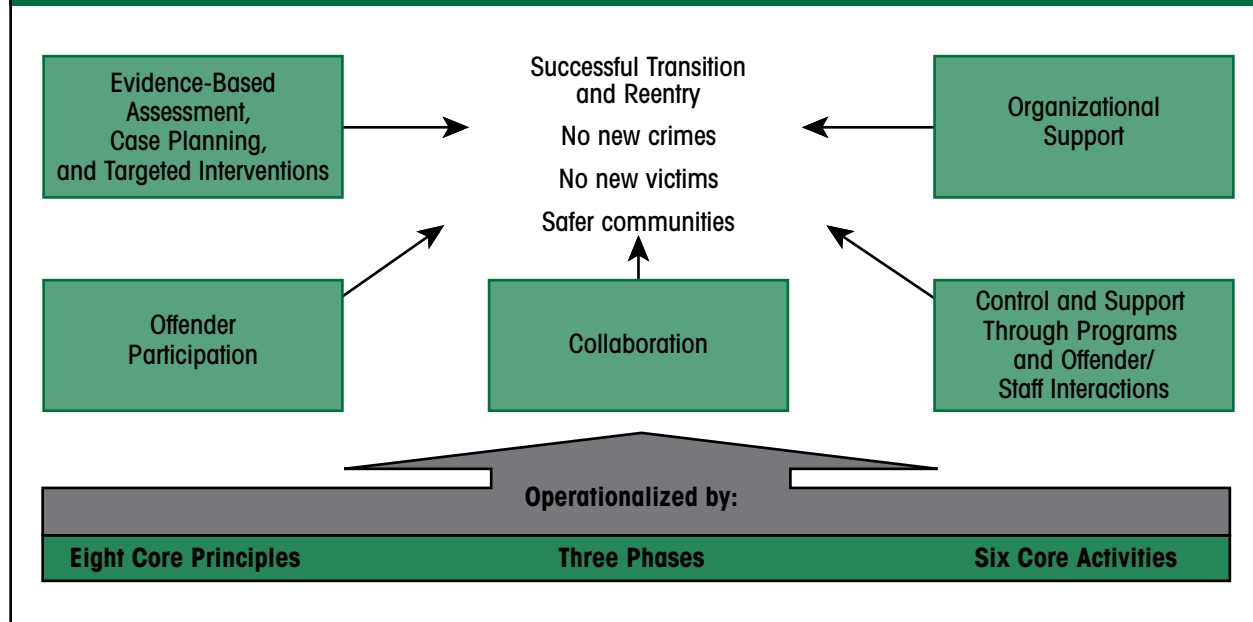 Evidence-Based
Assessment,
Case Planning,
and Targeted Interventions
Successful Transition
and Reentry
No new crimes
No new victims
Safer communities
Organizational
Support
Offender
Participation
Collaboration
Control and Support
Through Programs
and Offender/
Staff Interactions
Operationalized by:
Eight Core Principles
Three Phases
Six Core Activities